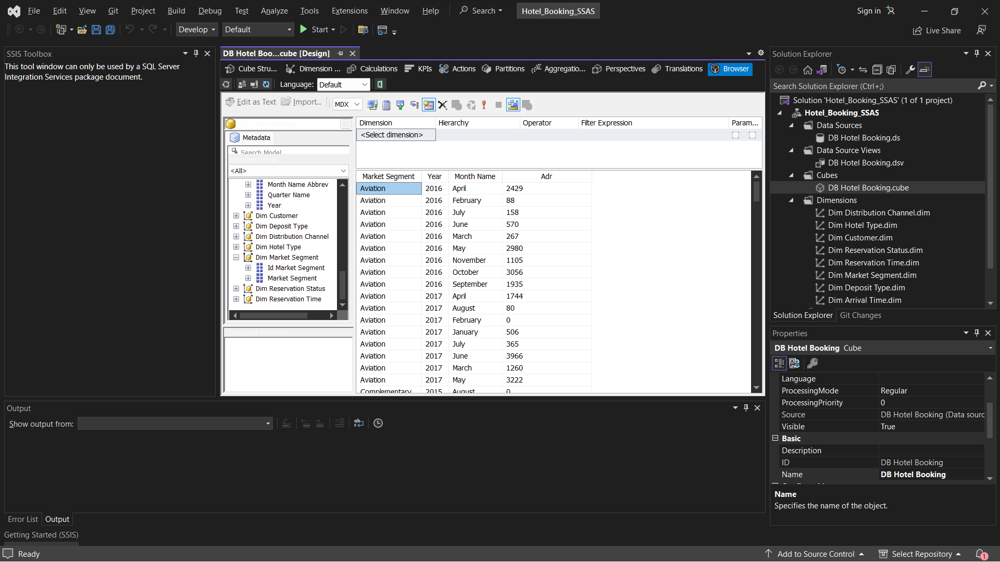 File Edit View Git Project Build Debug Test Analyze Tools Extensions Window Help Search Hotel_Booking_SSAS Sign in
Develop Default Start Live Share
SSIS Toolbox
This tool window can only be used by a SQL Server
Integration Services package document.
DB Hotel Boo...cube [Design]
Cube Stru... Dimension ... Calculations KPIs Actions Partitions Aggregatio... Perspectives Translations Browser
Language: Default
Edit as Text Import... MDX
Metadata
Search Model
Measure Group:
<All>
Month Name Abbrev
Quarter Name
Year
Dim Customer
Dim Deposit Type
Dim Distribution Channel
Dim Hotel Type
Dim Market Segment
Id Market Segment
Market Segment
Dim Reservation Status
Dim Reservation Time
Calculated Members
Dimension Hierarchy Operator Filter Expression Param...
<Select dimension>
Market Segment Year Month Name Adr
Aviation 2016 April 2429
Aviation 2016 February 88
Aviation 2016 July 158
Aviation 2016 June 570
Aviation 2016 March 267
Aviation 2016 May 2980
Aviation 2016 November 1105
Aviation 2016 October 3056
Aviation 2016 September 1935
Aviation 2017 April 1744
Aviation 2017 August 80
Aviation 2017 February 0
Aviation 2017 January 506
Aviation 2017 July 365
Aviation 2017 June 3966
Aviation 2017 March 1260
Aviation 2017 May 3222
Complementary 2015 August 0
Solution Explorer
Search Solution Explorer (Ctrl+;)
Solution 'Hotel_Booking_SSAS' (1 of 1 project)
Hotel_Booking_SSAS
Data Sources
DB Hotel Booking.ds
Data Source Views
DB Hotel Booking.dsv
Cubes
DB Hotel Booking.cube
Dimensions
Dim Distribution Channel.dim
Dim Hotel Type.dim
Dim Customer.dim
Dim Reservation Status.dim
Dim Reservation Time.dim
Dim Market Segment.dim
Dim Deposit Type.dim
Dim Arrival Time.dim
Solution Explorer Git Changes
Properties
DB Hotel Booking Cube
Language
ProcessingMode Regular
ProcessingPriority 0
Source DB Hotel Booking (Data sourc
Visible True
Basic
Description
ID DB Hotel Booking
Name DB Hotel Booking
Name
Specifies the name of the object.
Output
Show output from:
Error List Output
Getting Started (SSIS)
Ready Add to Source Control Select Repository 1